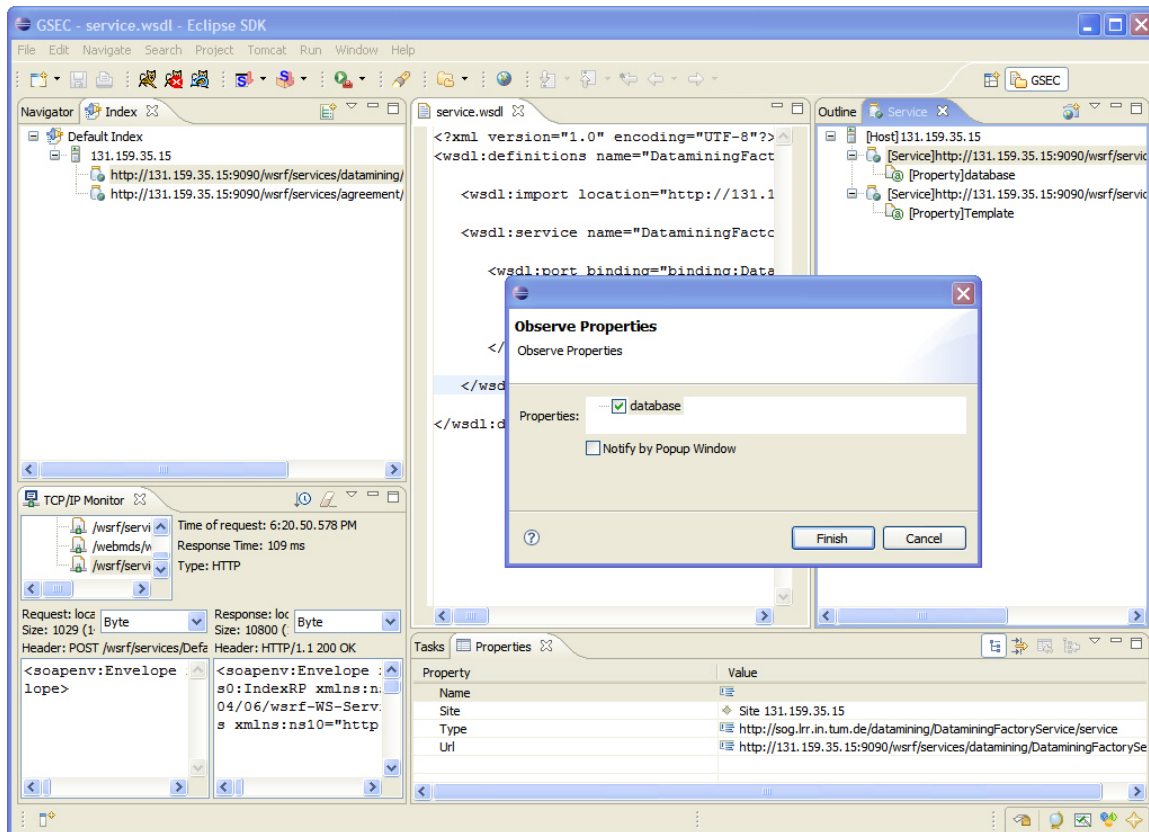 GSEC - service.wsdl - Eclipse SDK
File Edit Navigate Search Project Tomcat Run Window Help
GSEC
Navigator Index
Default Index
131.159.35.15
http://131.159.35.15:9090/wsrf/services/datamining/
http://131.159.35.15:9090/wsrf/services/agreement/
service.wsdl
<?xml version="1.0" encoding="UTF-8"?>
<wsdl:definitions name="DataminingFact
<wsdl:import location="http://131.1
<wsdl:service name="DataminingFacto
<wsdl:port binding="binding:Data
</
</wsd
</wsdl:d
Outline Service
[Host]131.159.35.15
[Service]http://131.159.35.15:9090/wsrf/servic
[Property]database
[Service]http://131.159.35.15:9090/wsrf/servic
[Property]Template
Observe Properties
Observe Properties
Properties:
database
Notify by Popup Window
Finish Cancel
TCP/IP Monitor
/wsrf/servi
/webmds/w
/wsrf/servi
Time of request: 6:20.50.578 PM
Response Time: 109 ms
Type: HTTP
Request: loca
Size: 1029 (1
Byte
Response: loc
Size: 10800 (
Byte
Header: POST /wsrf/services/Defa
Header: HTTP/1.1 200 OK
<soapenv:Envelope
lope>
<soapenv:Envelope
s0:IndexRP xmlns:n
04/06/wsrf-WS-Serv
s xmlns:ns10="http
Tasks Properties
Property Value
Name
Site Site 131.159.35.15
Type http://sog.lrr.in.tum.de/datamining/DataminingFactoryService/service
Url http://131.159.35.15:9090/wsrf/services/datamining/DataminingFactorySe